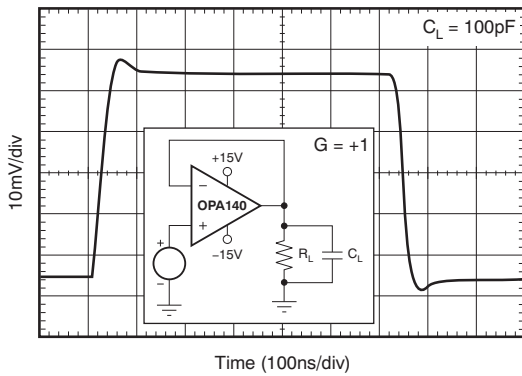 C_L = 100pF
10mV/div
G = +1
+15V
−
OPA140
+
+
−15V
−
R_L
C_L
Time (100ns/div)